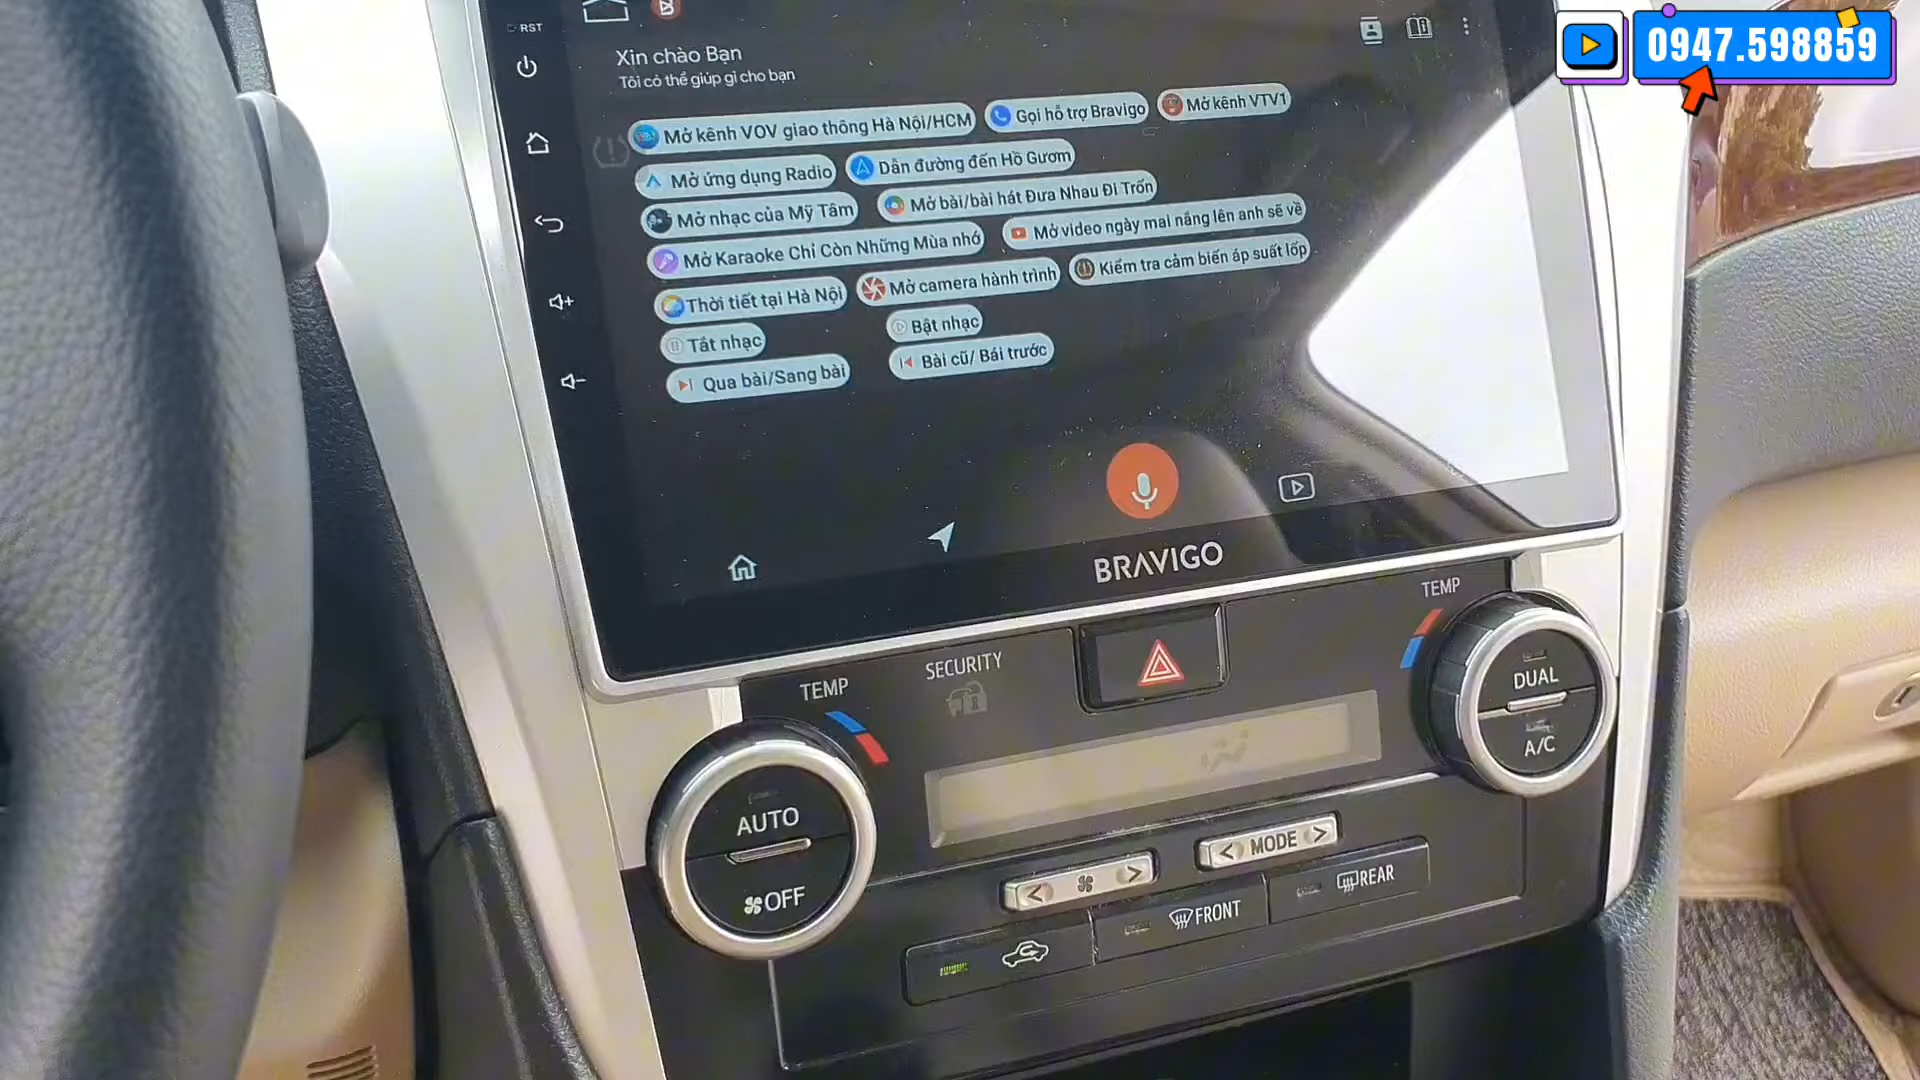 0947.598859
RST
Xin chào Bạn
Tôi có thể giúp gì cho bạn
Mở kênh VOV giao thông Hà Nội/HCM
Gọi hỗ trợ Bravigo
Mở kênh VTV1
Mở ứng dụng Radio
Dẫn đường đến Hồ Gươm
Mở nhạc của Mỹ Tâm
Mở bài/bài hát Đưa Nhau Đi Trốn
Mở Karaoke Chỉ Còn Những Mùa nhớ
Mở video ngày mai nắng lên anh sẽ về
Thời tiết tại Hà Nội
Mở camera hành trình
Kiểm tra cảm biến áp suất lốp
Tắt nhạc
Bật nhạc
Qua bài/Sang bài
Bài cũ/ Bái trước
BRAVIGO
TEMP
SECURITY
TEMP
DUAL
A/C
AUTO
OFF
< MODE >
< >
FRONT
REAR